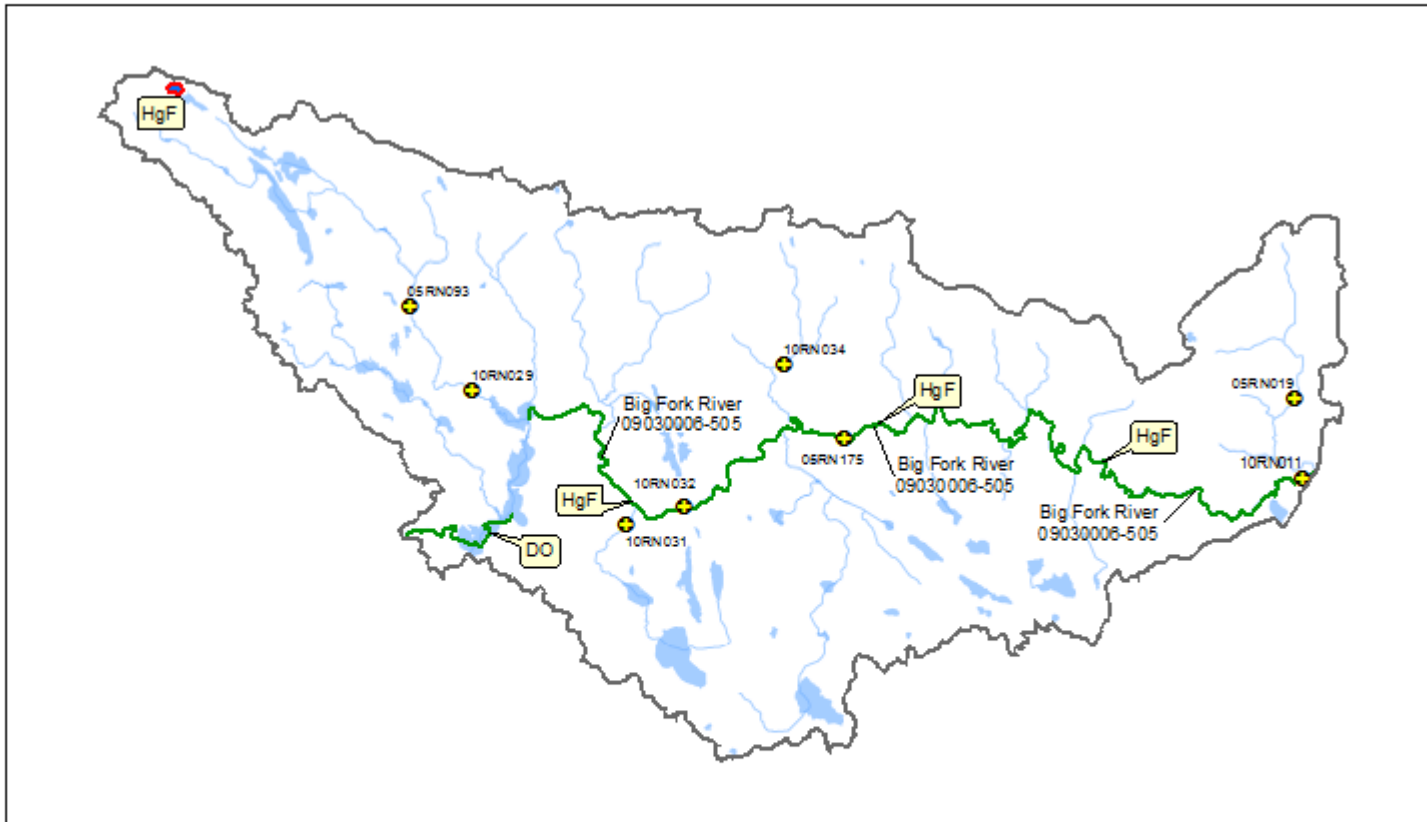 HgF
05RN093
10RN034
10RN029
HgF
05RN019
Big Fork River
09030006-505
HgF
05RN175
Big Fork River
09030006-505
10RN011
10RN032
HgF
Big Fork River
09030006-505
10RN031
DO